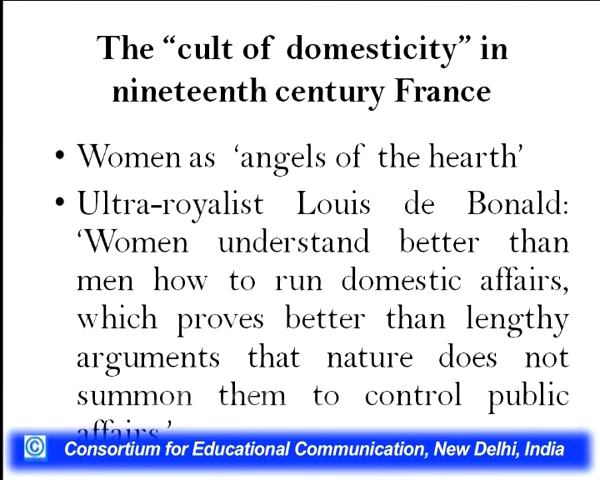 The “cult of domesticity” in
nineteenth century France
• Women as ‘angels of the hearth’
• Ultra-royalist Louis de Bonald:
‘Women understand better than
men how to run domestic affairs,
which proves better than lengthy
arguments that nature does not
summon them to control public
affairs.’
© Consortium for Educational Communication, New Delhi, India